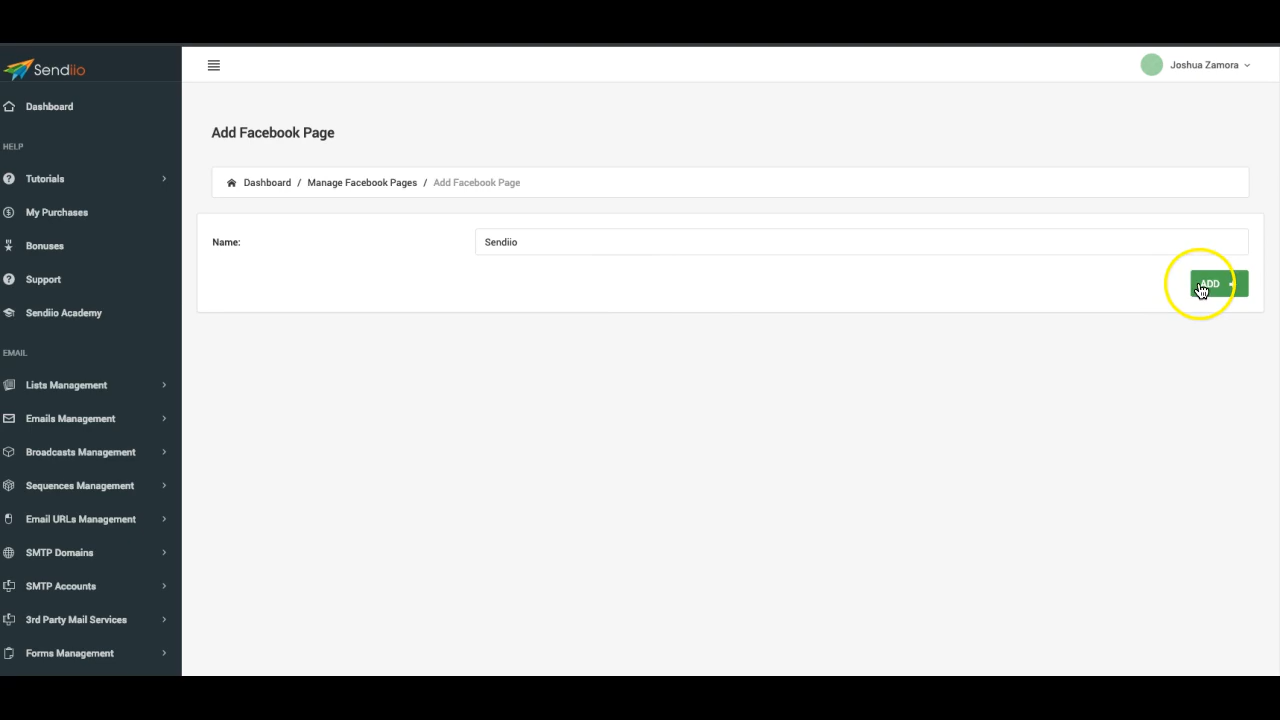 Sendiio
Joshua Zamora
Dashboard
HELP
Tutorials
My Purchases
Bonuses
Support
Sendiio Academy
EMAIL
Lists Management
Emails Management
Broadcasts Management
Sequences Management
Email URLs Management
SMTP Domains
SMTP Accounts
3rd Party Mail Services
Forms Management
Add Facebook Page
Dashboard / Manage Facebook Pages / Add Facebook Page
Name:
Sendiio
ADD